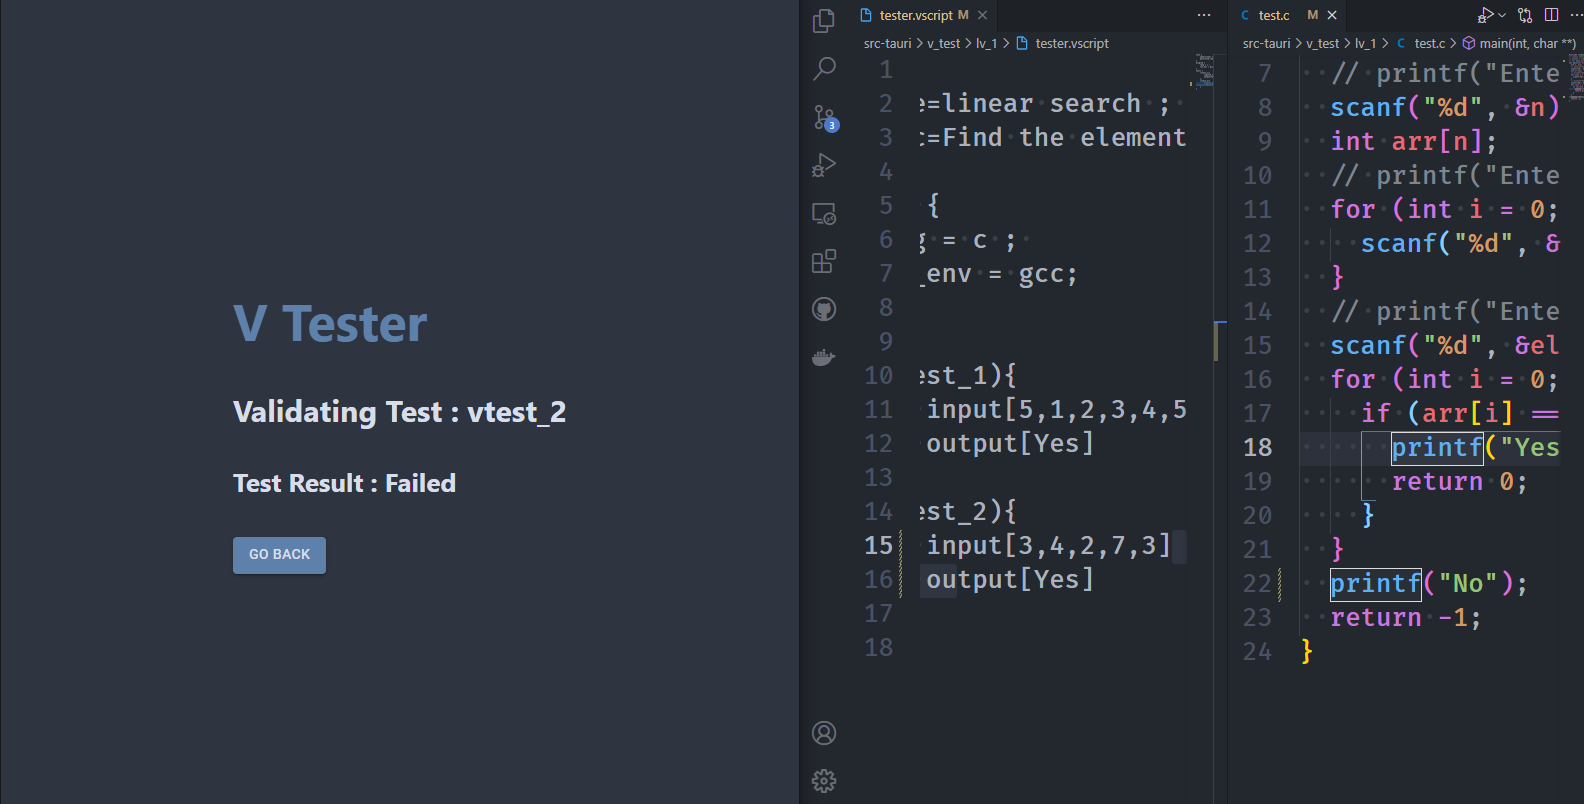 V Tester
Validating Test : vtest_2
Test Result : Failed
GO BACK
3
tester.vscript M
src-tauri > v_test > lv_1 > tester.vscript
1
2 e=linear search ;
3 c=Find the element
4
5 {
6 g = c ;
7 _env = gcc;
8
9
10 est_1){
11 input[5,1,2,3,4,5
12 output[Yes]
13
14 est_2){
15 input[3,4,2,7,3]
16 output[Yes]
17
18
C test.c M
src-tauri > v_test > lv_1 > C test.c > main(int, char **)
7 // printf("Ente
8 scanf("%d", &n)
9 int arr[n];
10 // printf("Ente
11 for (int i = 0;
12 scanf("%d", &
13 }
14 // printf("Ente
15 scanf("%d", &el
16 for (int i = 0;
17 if (arr[i] ==
18 printf("Yes
19 return 0;
20 }
21 }
22 printf("No");
23 return -1;
24 }